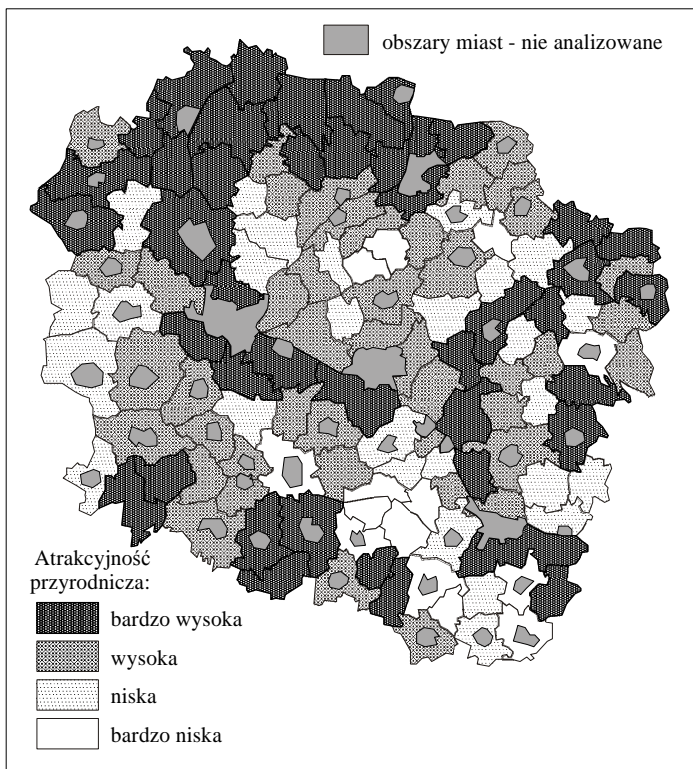 obszary miast - nie analizowane
Atrakcyjność
przyrodnicza:
bardzo wysoka
wysoka
niska
bardzo niska